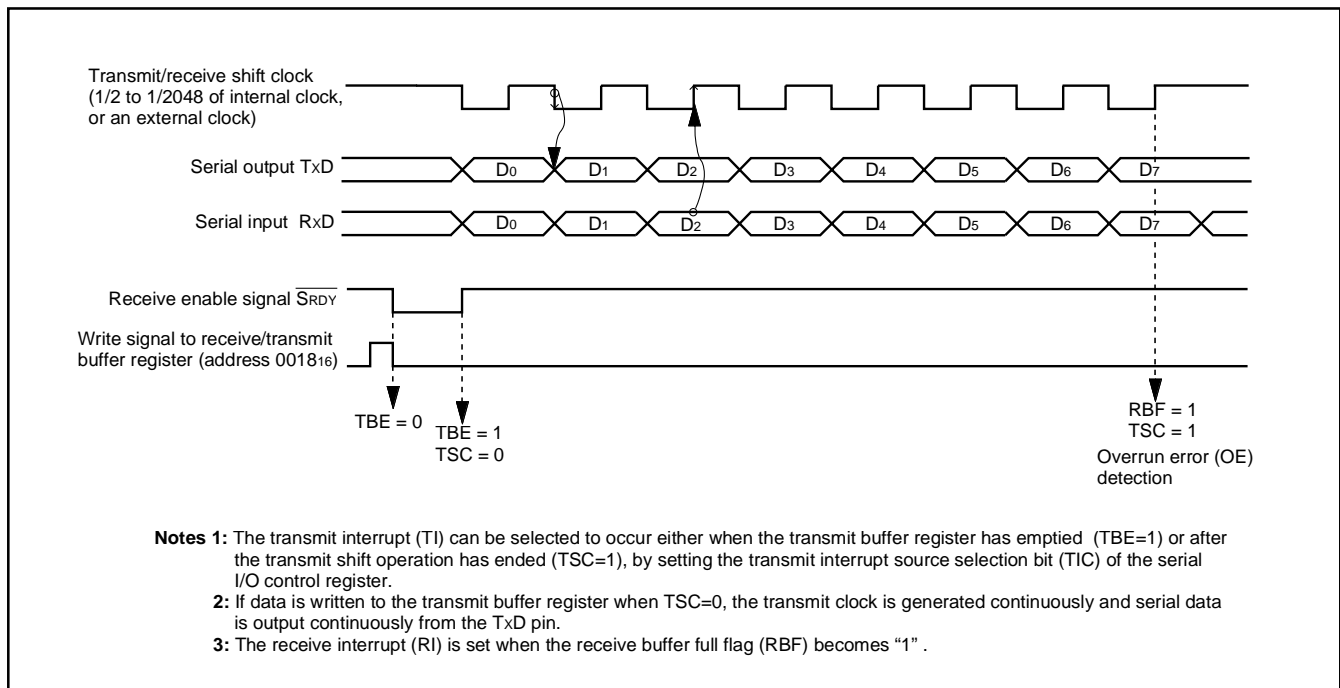 Transmit/receive shift clock
(1/2 to 1/2048 of internal clock,
or an external clock)
Serial output TxD
D0 D1 D2 D3 D4 D5 D6 D7
Serial input RxD
D0 D1 D2 D3 D4 D5 D6 D7
Receive enable signal SRDY
Write signal to receive/transmit
buffer register (address 001816)
TBE = 0
TBE = 1
TSC = 0
RBF = 1
TSC = 1
Overrun error (OE)
detection
Notes 1: The transmit interrupt (TI) can be selected to occur either when the transmit buffer register has emptied (TBE=1) or after
the transmit shift operation has ended (TSC=1), by setting the transmit interrupt source selection bit (TIC) of the serial
I/O control register.
2: If data is written to the transmit buffer register when TSC=0, the transmit clock is generated continuously and serial data
is output continuously from the TxD pin.
3: The receive interrupt (RI) is set when the receive buffer full flag (RBF) becomes “1” .